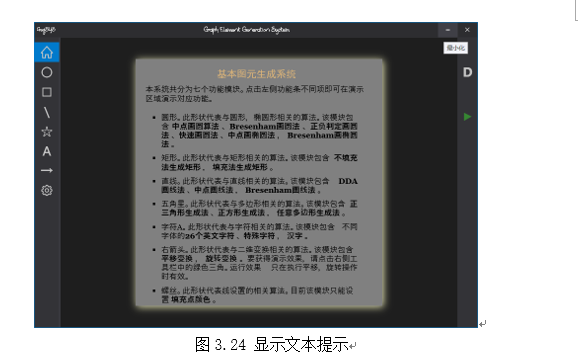 GegSYS
Graph Element Generation System
最小化
D
A
基本画元生成系统
本系统共分为七个功能模块。点击左侧功能条不同项即可在演示
区域演示对应功能。
圆形。此形状代表与圆形，椭圆形相关的算法。该模块包
含 中点画圆算法 、Bresenham画圆法 、正负判定画圆
法 、快速画圆法 、中点画椭圆法 ， Bresenham画椭圆
法 。
矩形。此形状代表与矩形相关的算法。该模块包含 不填充
法生成矩形 ，填充法生成矩形 。
直线。此形状代表与直线相关的算法。该模块包含 DDA
画线法 、中点画线法 ， Bresenham画线法 。
五角星。此形状代表与多边形相关的算法。该模块包含 正
三角形生成法 、正方形生成法 ， 任意多边形生成法 。
字符A。此形状代表与字符相关的算法。该模块包含 不同
字体的26个英文字符 、特殊字符 ， 汉字 。
右箭头。此形状代表与二维变换相关的算法。该模块包含
平移变换 ，旋转变换 。要获得演示效果，请点击右侧工
具栏中的绿色三角。运行效果 只在执行平移，旋转操作
时有效。
螺丝。此形状代表线设置的相关算法。目前该模块只能设
置 填充点颜色 。
图 3.24 显示文本提示